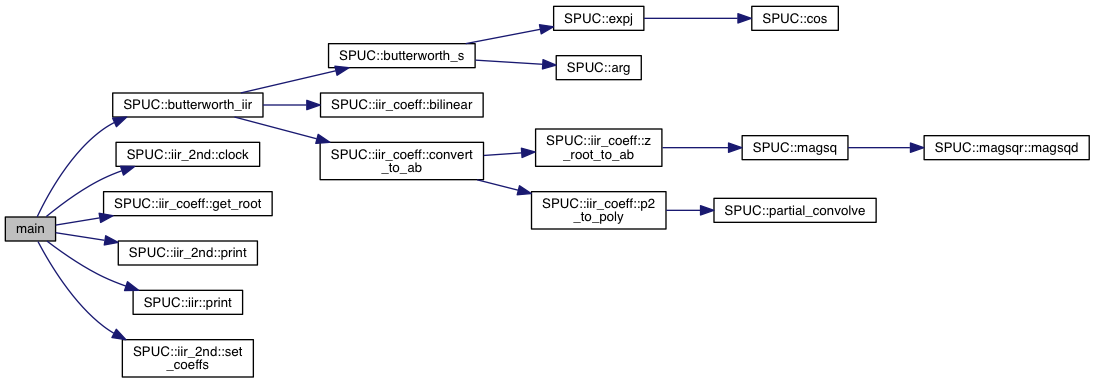 SPUC::expj
SPUC::cos
SPUC::butterworth_s
SPUC::arg
SPUC::butterworth_iir
SPUC::iir_coeff::bilinear
SPUC::iir_2nd::clock
SPUC::iir_coeff::convert
_to_ab
SPUC::iir_coeff::z
_root_to_ab
SPUC::magsq
SPUC::magsqr::magsqd
SPUC::iir_coeff::get_root
SPUC::iir_coeff::p2
_to_poly
SPUC::partial_convolve
main
SPUC::iir_2nd::print
SPUC::iir::print
SPUC::iir_2nd::set
_coeffs